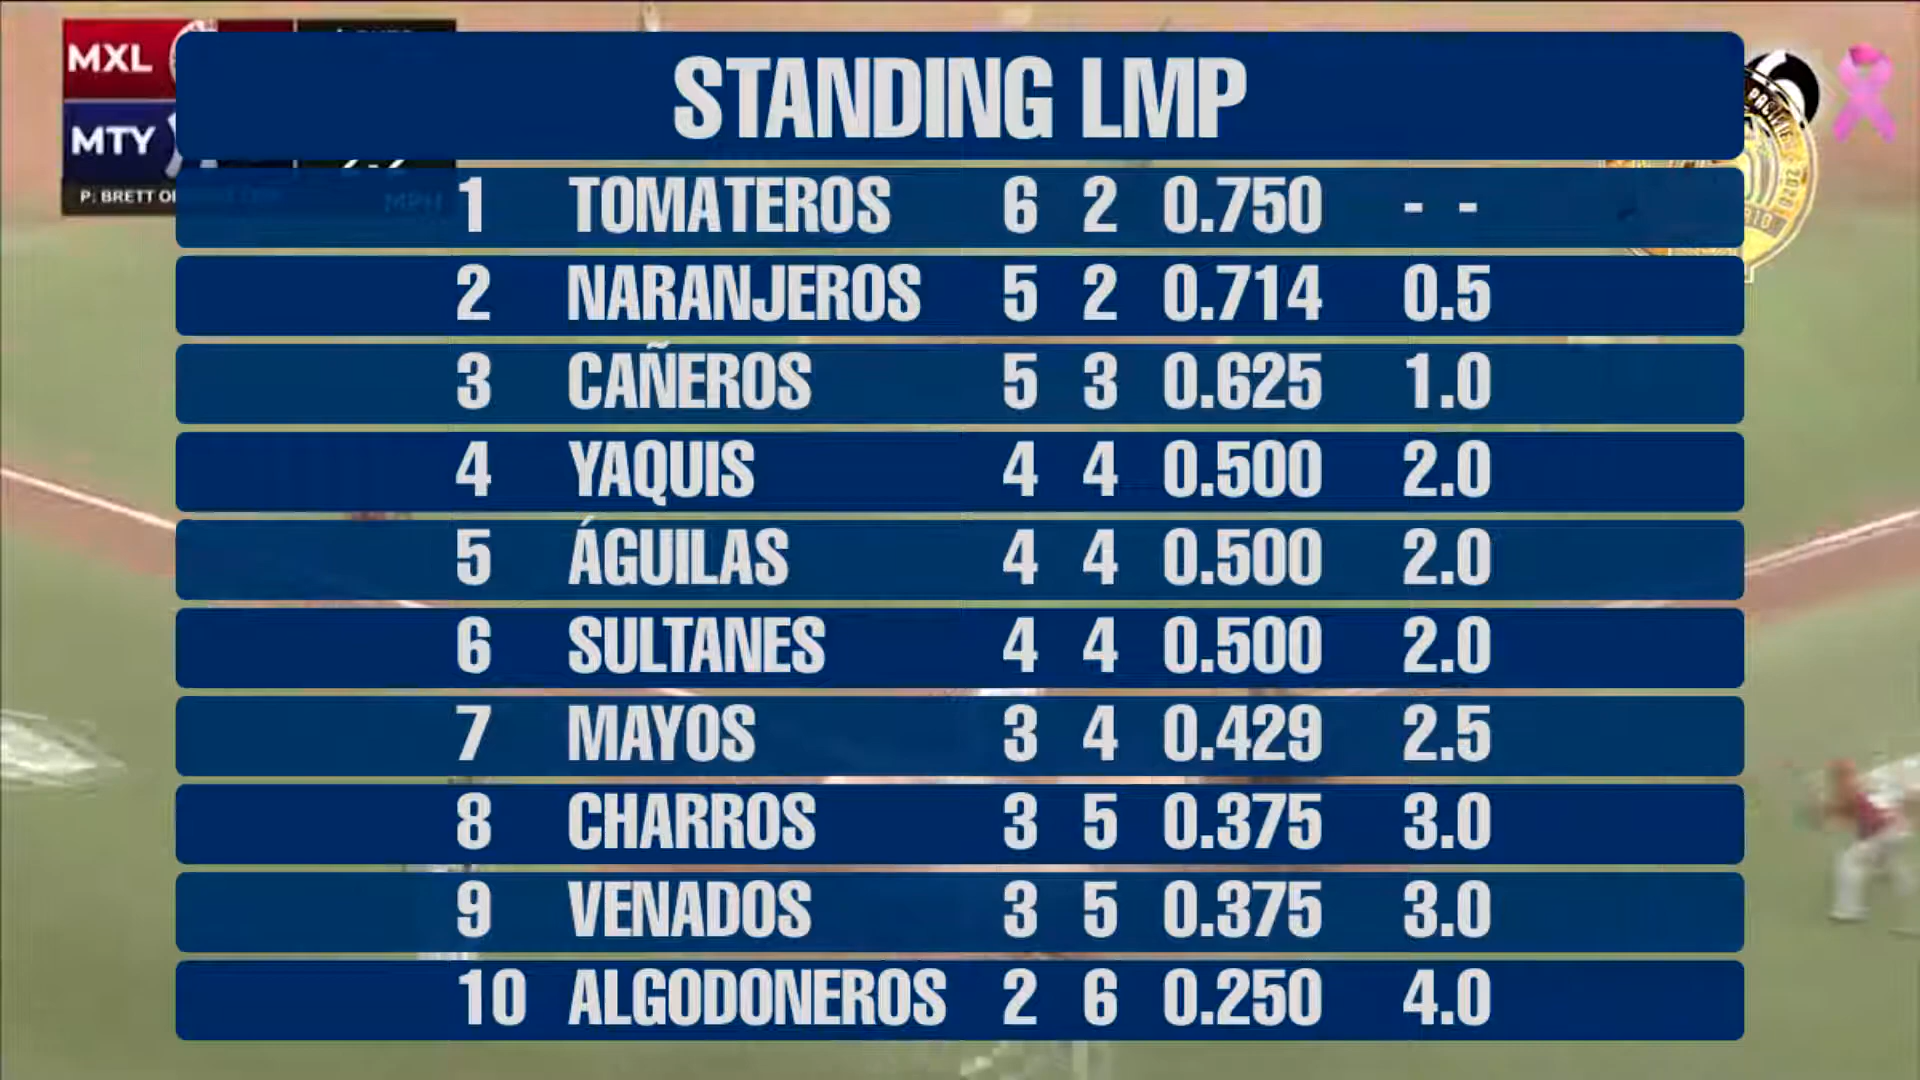 MXL
STANDING LMP
MTY
P: BRETT
MPH
1 TOMATEROS 6 2 0.750 - -
2 NARANJEROS 5 2 0.714 0.5
3 CAÑEROS 5 3 0.625 1.0
4 YAQUIS 4 4 0.500 2.0
5 ÁGUILAS 4 4 0.500 2.0
6 SULTANES 4 4 0.500 2.0
7 MAYOS 3 4 0.429 2.5
8 CHARROS 3 5 0.375 3.0
9 VENADOS 3 5 0.375 3.0
10 ALGODONEROS 2 6 0.250 4.0